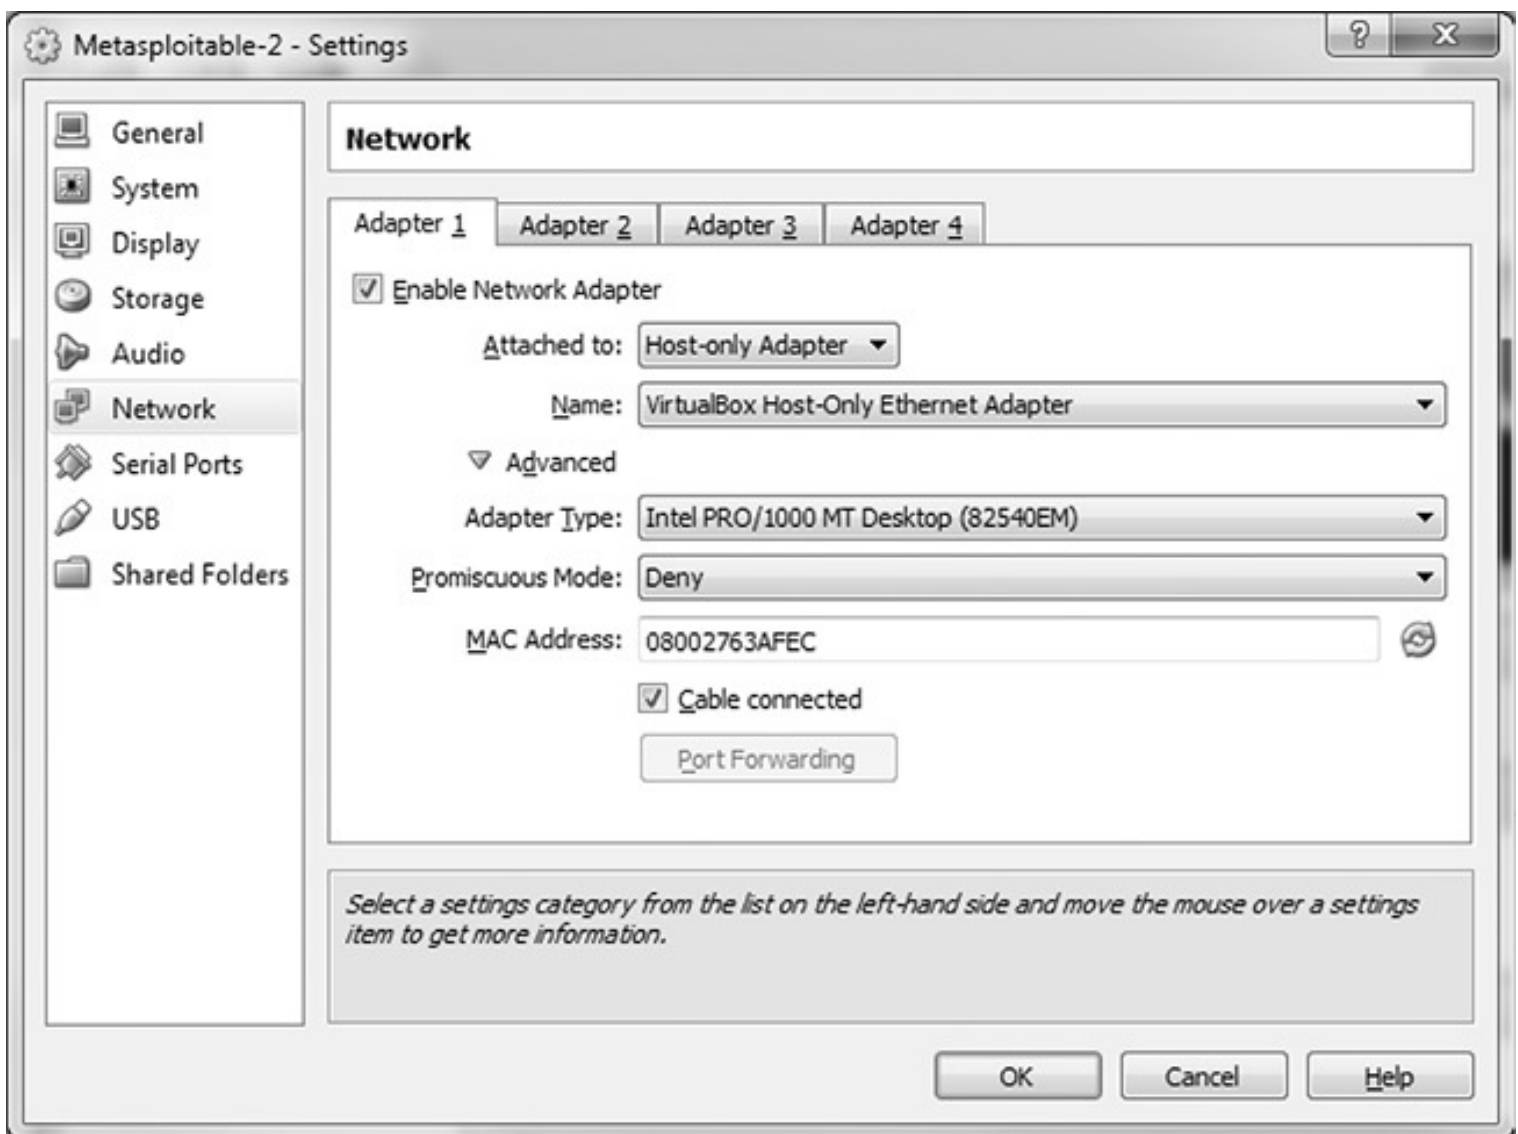 Metasploitable-2 - Settings
?
General
System
Display
Storage
Audio
Network
Serial Ports
USB
Shared Folders
Network
Adapter 1
Adapter 2
Adapter 3
Adapter 4
Enable Network Adapter
Attached to: Host-only Adapter
Name: VirtualBox Host-Only Ethernet Adapter
Advanced
Adapter Type: Intel PRO/1000 MT Desktop (82540EM)
Promiscuous Mode: Deny
MAC Address: 08002763AFEC
Cable connected
Port Forwarding
Select a settings category from the list on the left-hand side and move the mouse over a settings
item to get more information.
OK
Cancel
Help